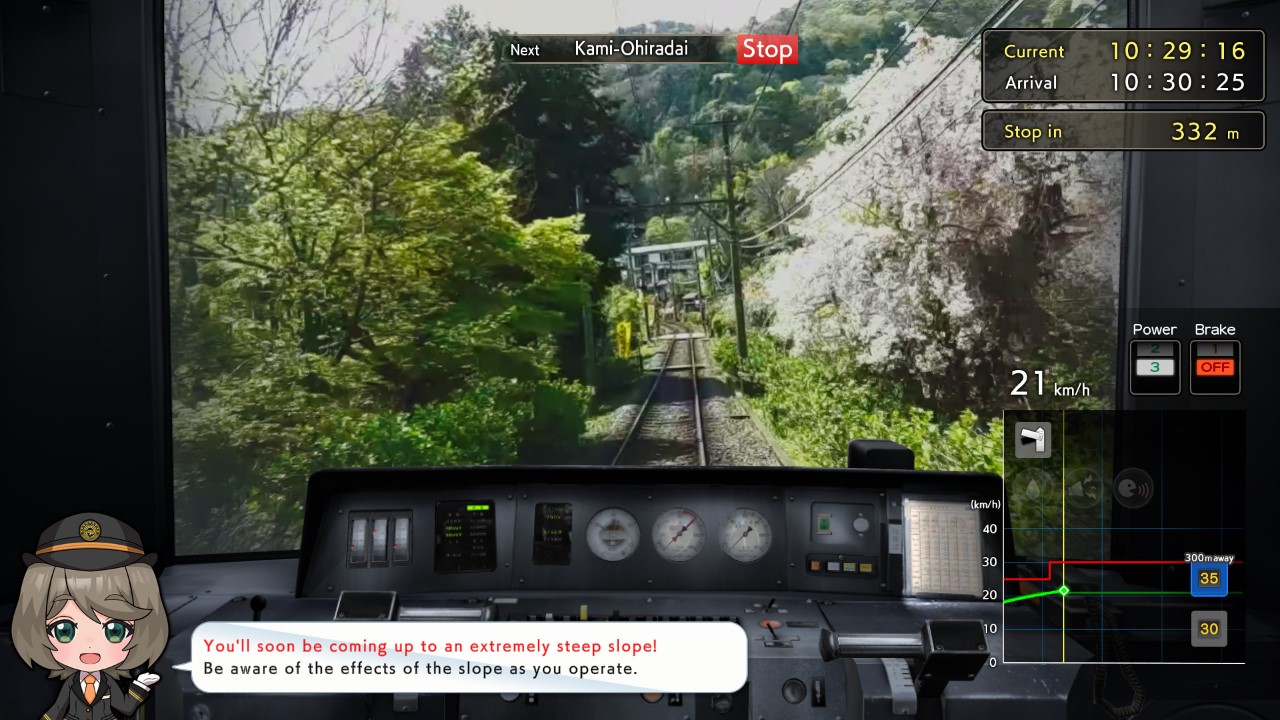 Next Kami-Ohiradai Stop
Current 10:29:16
Arrival 10:30:25
Stop in 332 m
Power Brake
2 1
3 OFF
21 km/h
(km/h)
40
30
20
10
0
300m away
35
30
You'll soon be coming up to an extremely steep slope!
Be aware of the effects of the slope as you operate.